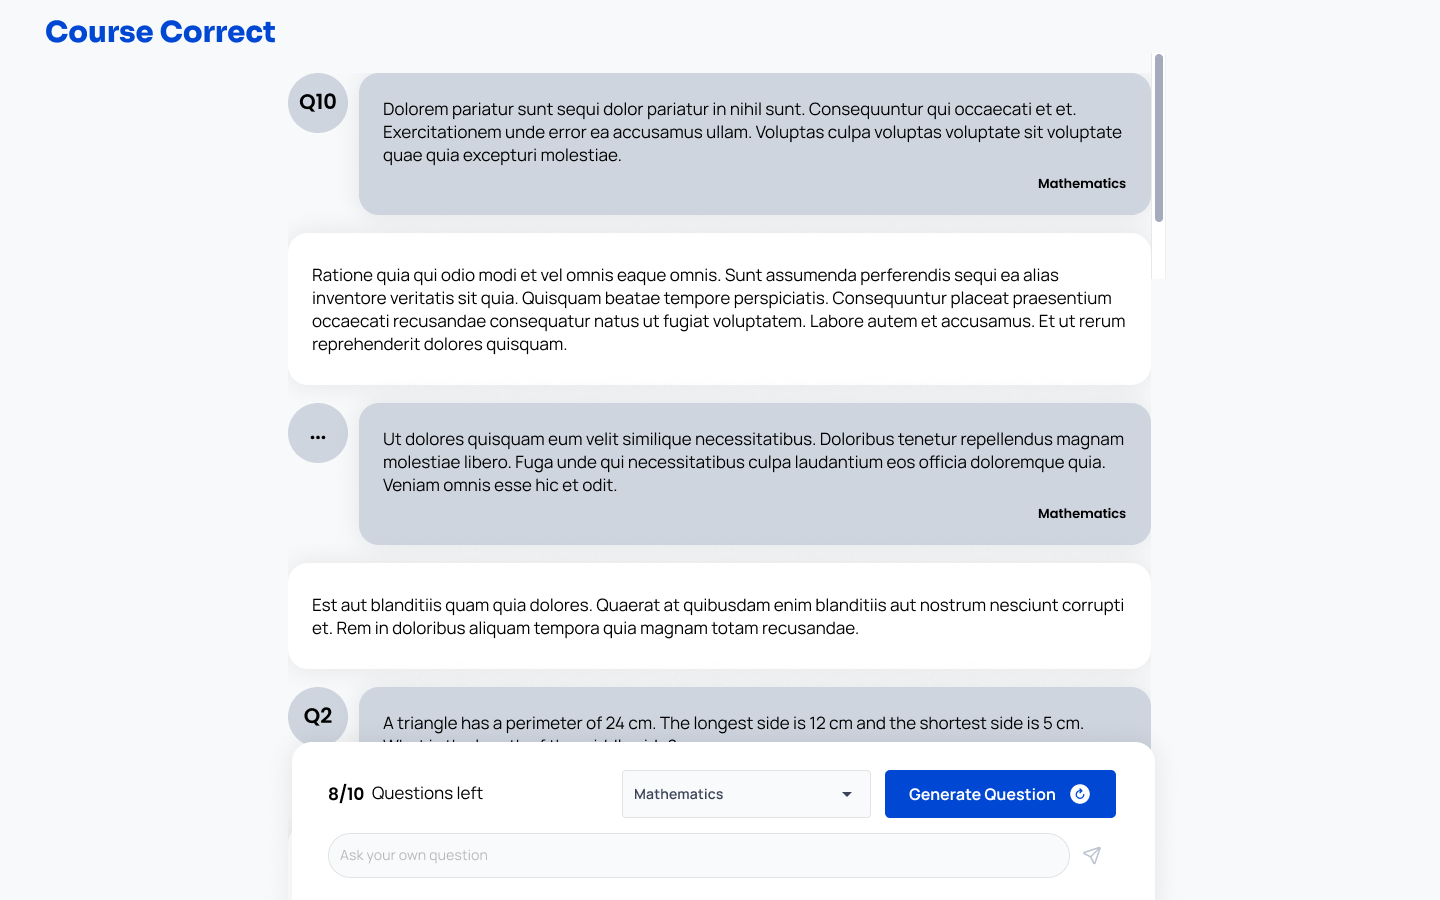 Course Correct
Q10
Dolorem pariatur sunt sequi dolor pariatur in nihil sunt. Consequuntur qui occaecati et et.
Exercitationem unde error ea accusamus ullam. Voluptas culpa voluptas voluptate sit voluptate
quae quia excepturi molestiae.
Mathematics
Ratione quia qui odio modi et vel omnis eaque omnis. Sunt assumenda perferendis sequi ea alias
inventore veritatis sit quia. Quisquam beatae tempore perspiciatis. Consequuntur placeat praesentium
occaecati recusandae consequatur natus ut fugiat voluptatem. Labore autem et accusamus. Et ut rerum
reprehenderit dolores quisquam.
...
Ut dolores quisquam eum velit similique necessitatibus. Doloribus tenetur repellendus magnam
molestiae libero. Fuga unde qui necessitatibus culpa laudantium eos officia doloremque quia.
Veniam omnis esse hic et odit.
Mathematics
Est aut blanditiis quam quia dolores. Quaerat at quibusdam enim blanditiis aut nostrum nesciunt corrupti
et. Rem in doloribus aliquam tempora quia magnam totam recusandae.
Q2
A triangle has a perimeter of 24 cm. The longest side is 12 cm and the shortest side is 5 cm.
8/10 Questions left
Mathematics
Generate Question
Ask your own question